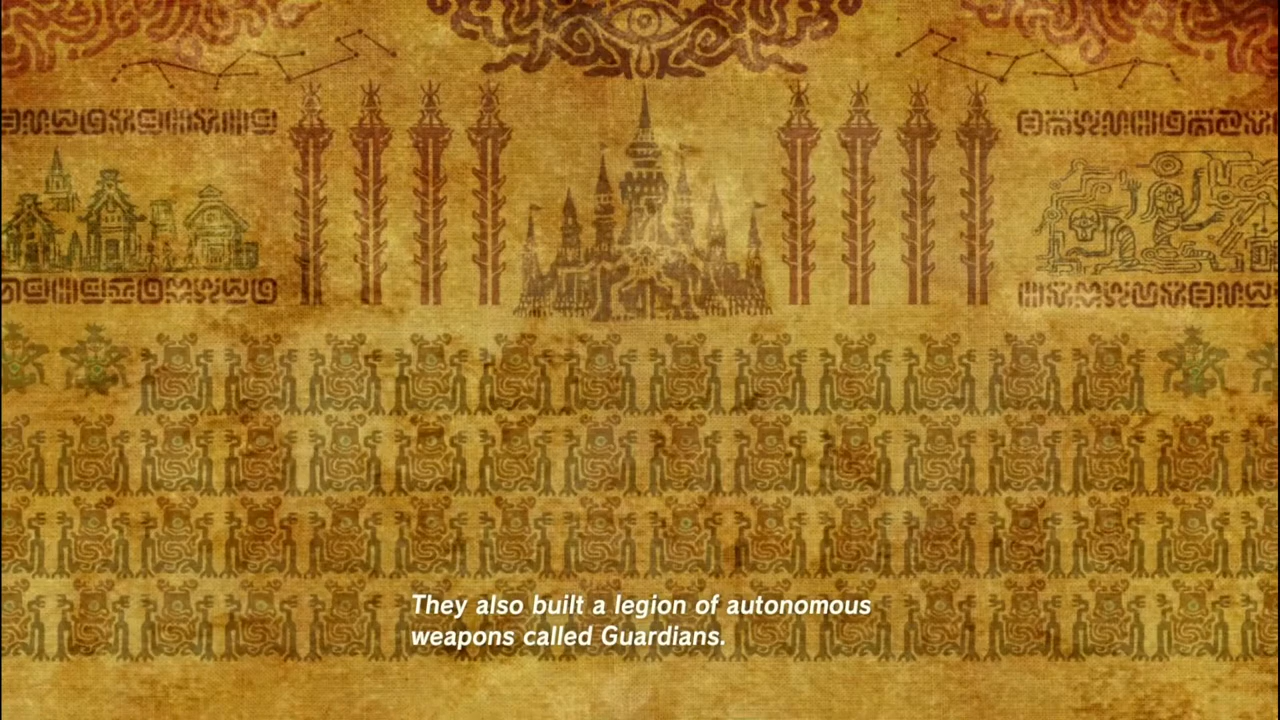 They also built a legion of autonomous
weapons called Guardians.